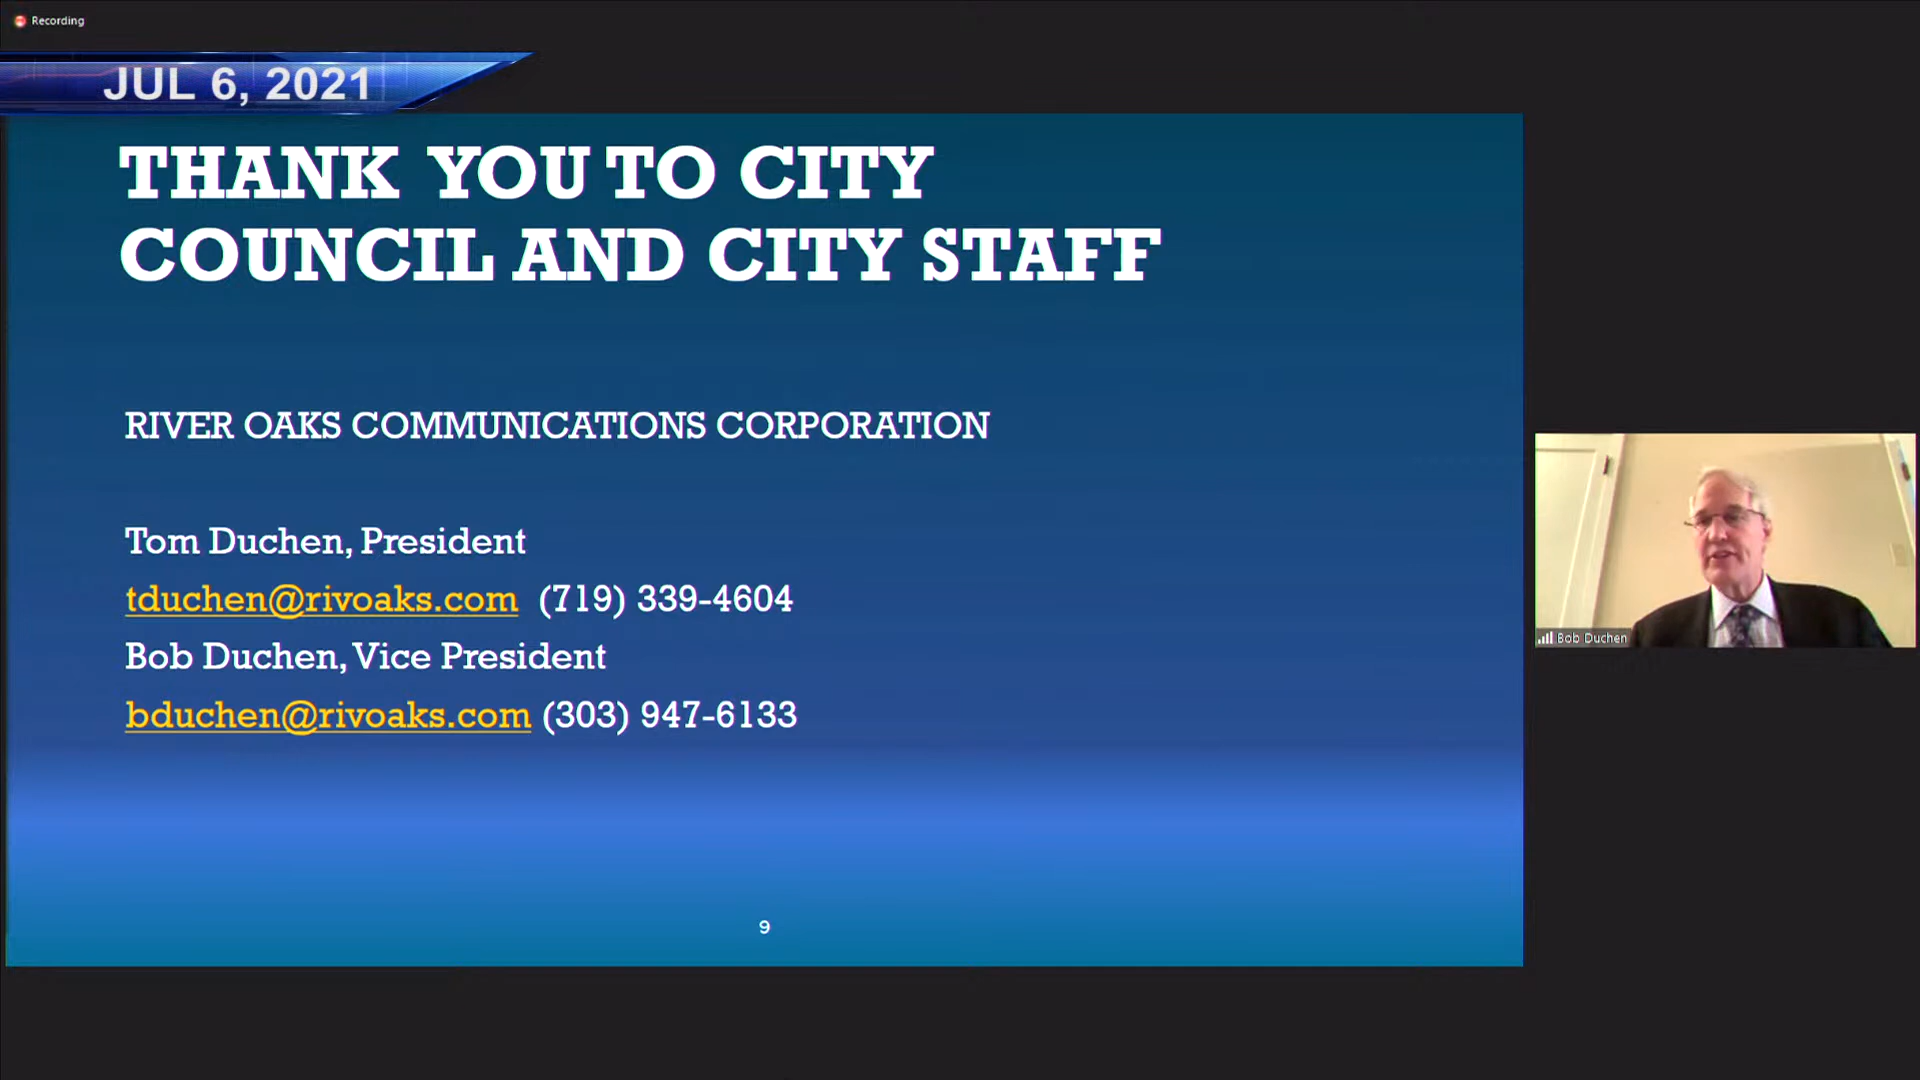 Recording
JUL 6, 2021
THANK YOU TO CITY
COUNCIL AND CITY STAFF
RIVER OAKS COMMUNICATIONS CORPORATION
Tom Duchen, President
tduchen@rivoaks.com (719) 339-4604
Bob Duchen, Vice President
bduchen@rivoaks.com (303) 947-6133
Bob Duchen
9